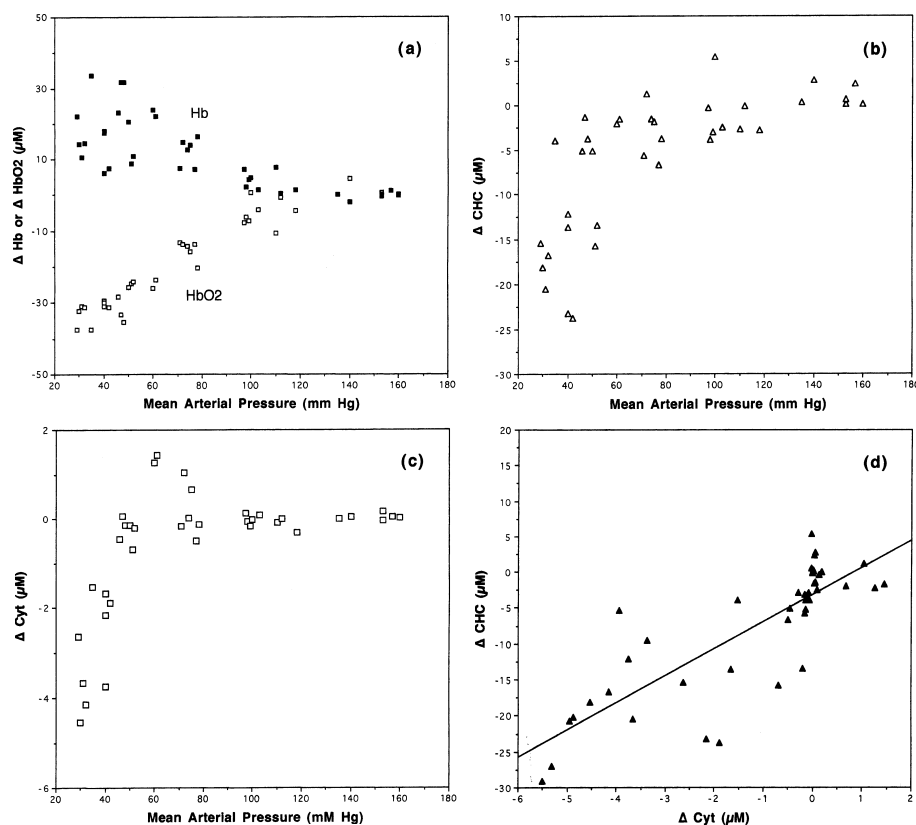 50
30
10
-10
-30
-50
Δ Hb or Δ HbO2 (µM)
(a)
Hb
HbO2
20 40 60 80 100 120 140 160 180
Mean Arterial Pressure (mm Hg)
10
5
0
-5
-10
-15
-20
-25
-30
Δ CHC (µM)
(b)
20 40 60 80 100 120 140 160 180
Mean Arterial Pressure (mm Hg)
2
0
-2
-4
-6
Δ Cyt (µM)
(c)
20 40 60 80 100 120 140 160 180
Mean Arterial Pressure (mM Hg)
20
15
10
5
0
-5
-10
-15
-20
-25
-30
Δ CHC (µM)
(d)
-6 -5 -4 -3 -2 -1 0 1 2
Δ Cyt (µM)